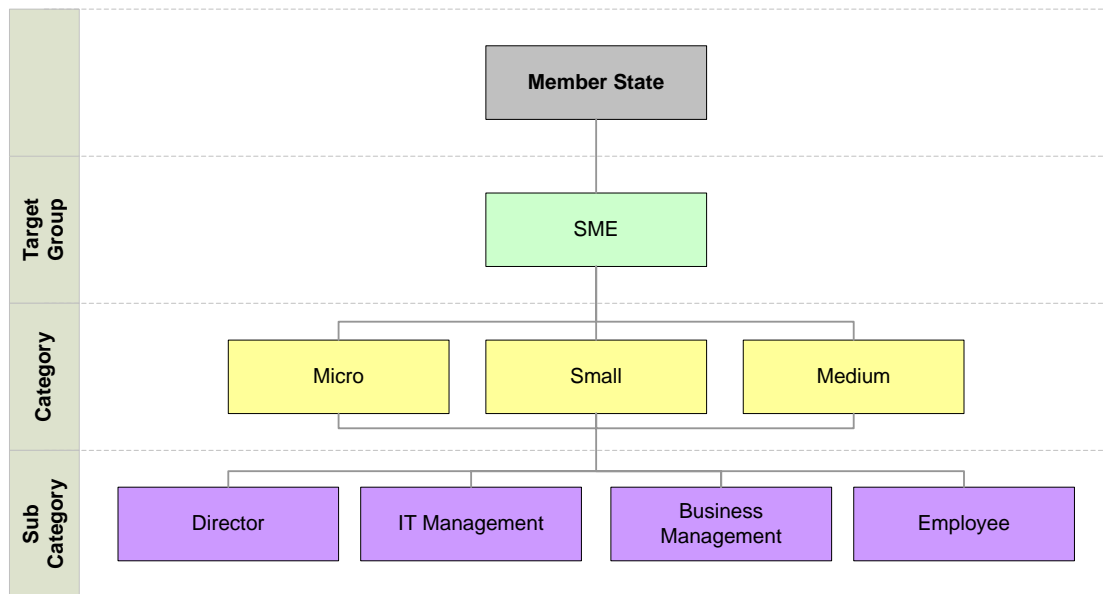 Member State
Target
Group
SME
Category
Micro
Small
Medium
Sub
Category
Director
IT Management
Business
Management
Employee